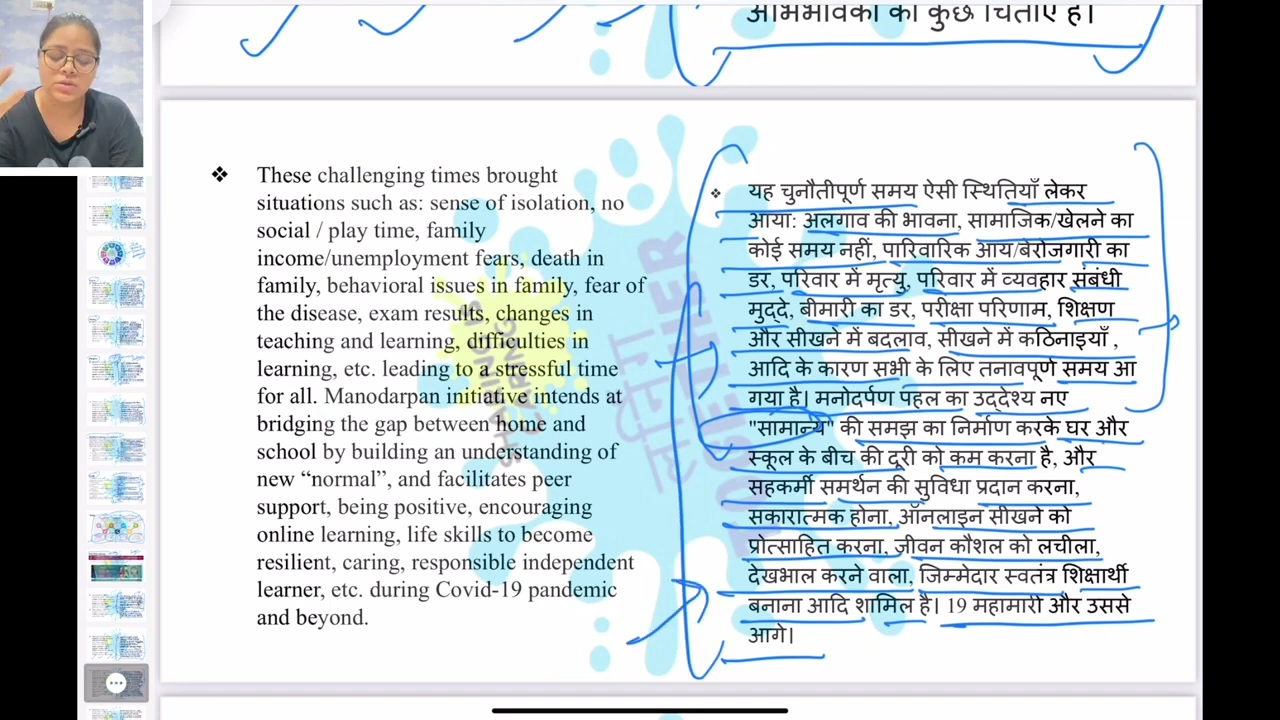 अभिभावकों की कुछ चिंताएँ हैं।
❖ These challenging times brought
situations such as: sense of isolation, no
social / play time, family
income/unemployment fears, death in
family, behavioral issues in family, fear of
the disease, exam results, changes in
teaching and learning, difficulties in
learning, etc. leading to a stressful time
for all. Manodarpan initiative intends at
bridging the gap between home and
school by building an understanding of
new “normal”, and facilitates peer
support, being positive, encouraging
online learning, life skills to become
resilient, caring, responsible independent
learner, etc. during Covid-19 pandemic
and beyond.
❖ यह चुनौतीपूर्ण समय ऐसी स्थितियाँ लेकर
आया: अलगाव की भावना, सामाजिक/खेलने का
कोई समय नहीं, पारिवारिक आय/बेरोजगारी का
डर, परिवार में मृत्यु, परिवार में व्यवहार संबंधी
मुद्दे, बीमारी का डर, परीक्षा परिणाम, शिक्षण
और सीखने में बदलाव, सीखने में कठिनाइयाँ ,
आदि के कारण सभी के लिए तनावपूर्ण समय आ
गया है। मनोदर्पण पहल का उद्देश्य नए
"सामान्य" की समझ का निर्माण करके घर और
स्कूल के बीच की दूरी को कम करना है, और
सहकर्मी समर्थन की सुविधा प्रदान करना,
सकारात्मक होना, ऑनलाइन सीखने को
प्रोत्साहित करना, जीवन कौशल को लचीला,
देखभाल करने वाला, जिम्मेदार स्वतंत्र शिक्षार्थी
बनाना आदि शामिल है। 19 महामारी और उससे
आगे।